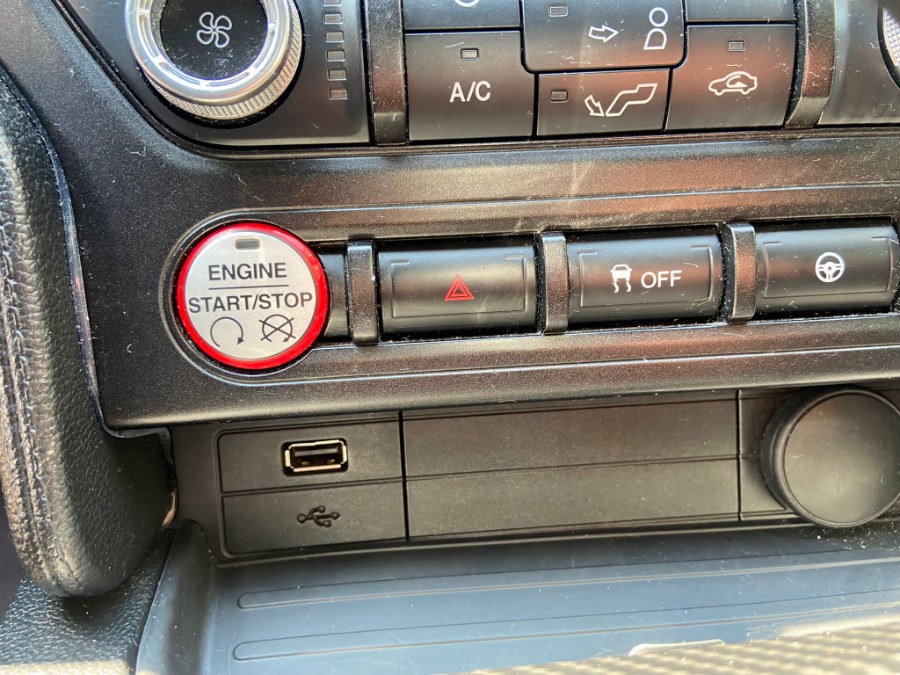 A/C
ENGINE
START/STOP
OFF